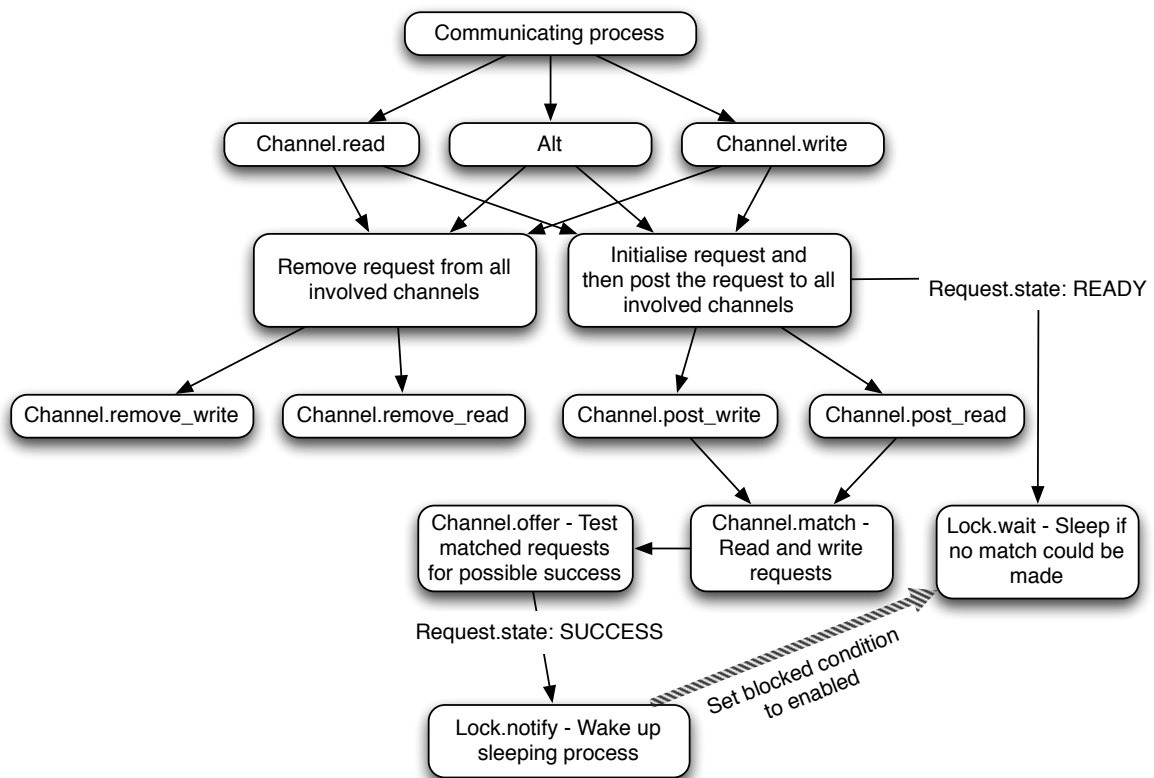 Communicating process
Channel.read
Alt
Channel.write
Remove request from all
involved channels
Initialise request and
then post the request to all
involved channels
Request.state: READY
Channel.remove_write
Channel.remove_read
Channel.post_write
Channel.post_read
Channel.offer - Test
matched requests
for possible success
Channel.match -
Read and write
requests
Lock.wait - Sleep if
no match could be
made
Request.state: SUCCESS
Set blocked condition
to enabled
Lock.notify - Wake up
sleeping process